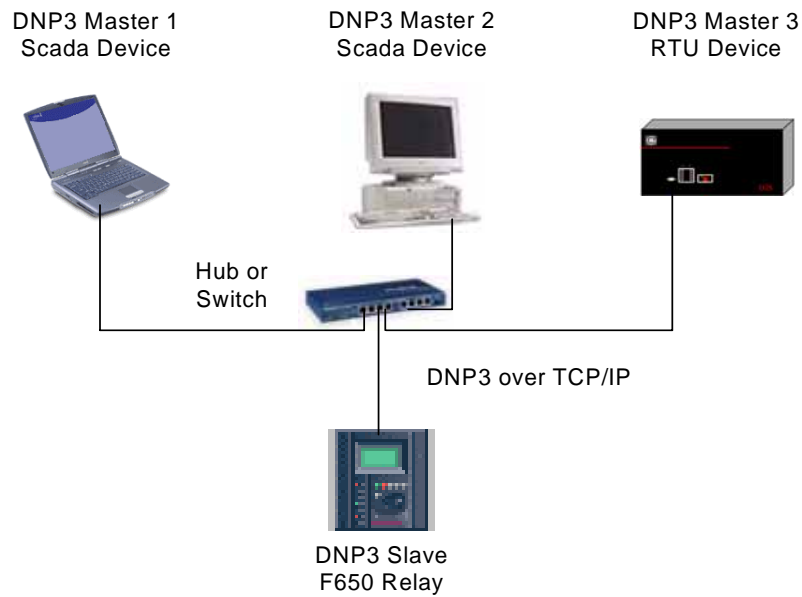 DNP3 Master 1
Scada Device
DNP3 Master 2
Scada Device
DNP3 Master 3
RTU Device
Hub or
Switch
DNP3 over TCP/IP
DNP3 Slave
F650 Relay